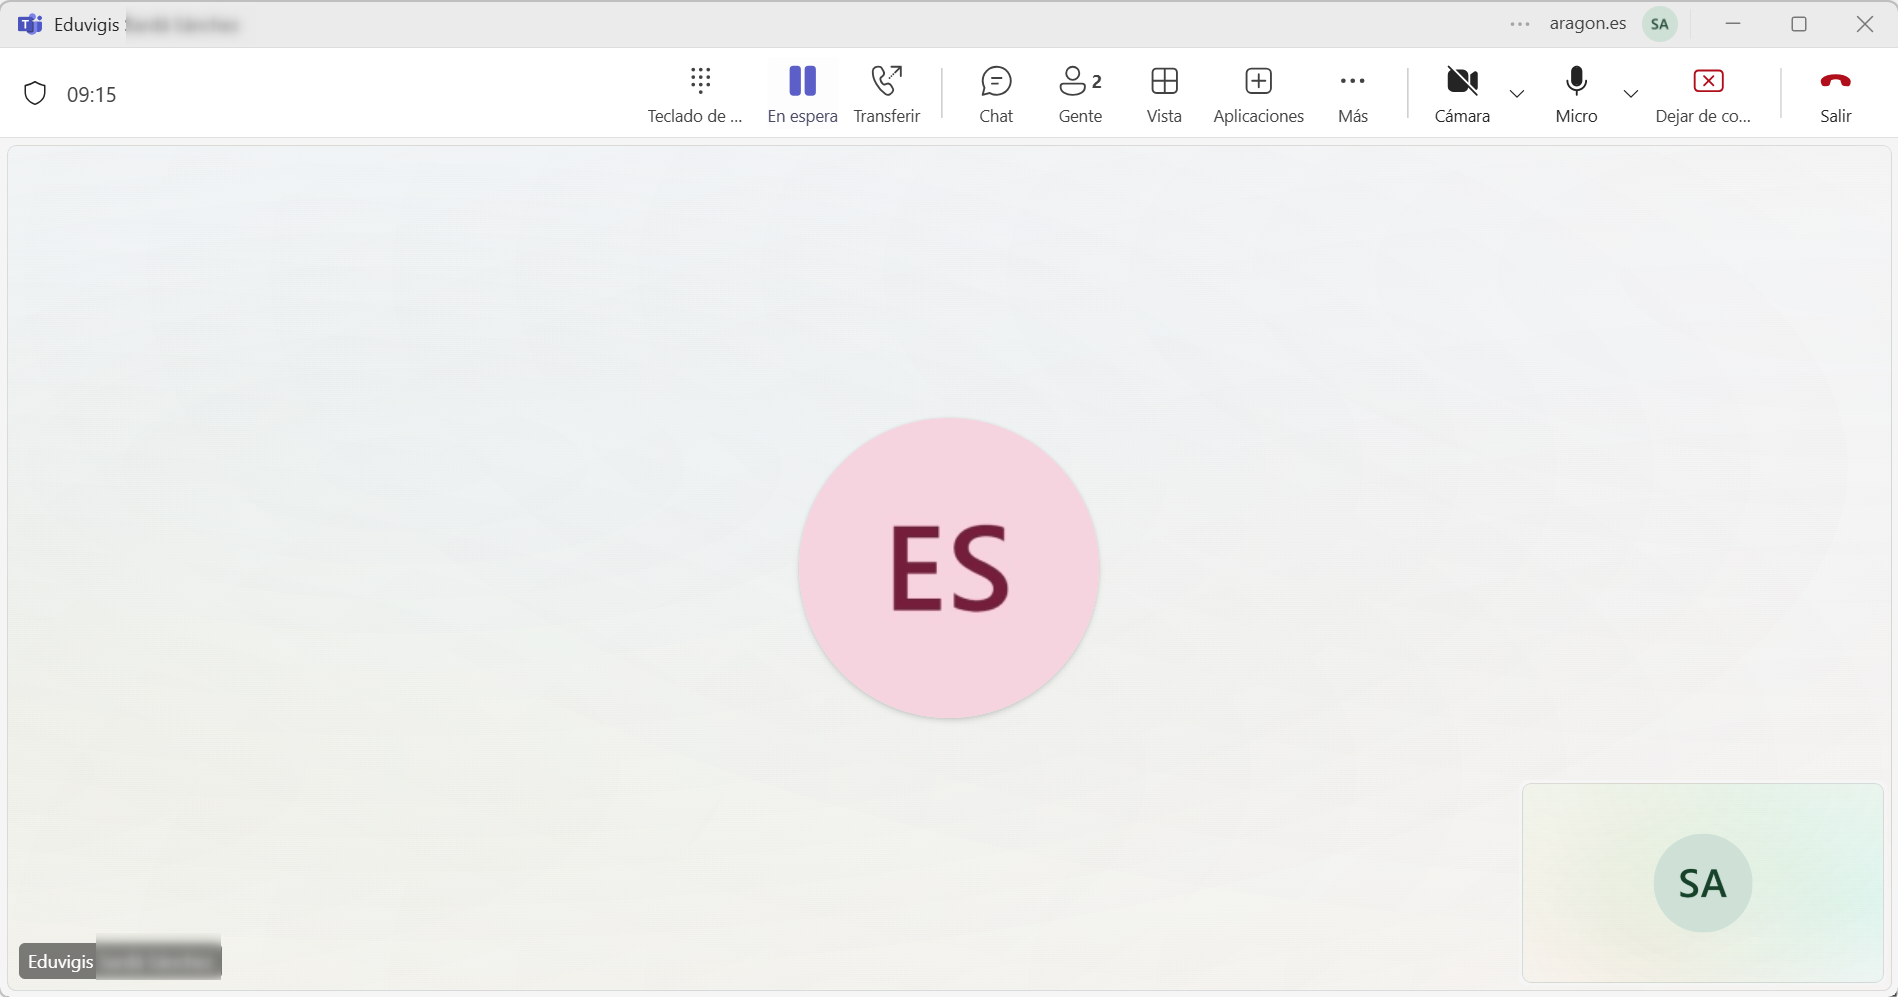 Eduvigis
aragon.es
SA
09:15
Teclado de ...
En espera
Transferir
Chat
2
Gente
Vista
Aplicaciones
Más
Cámara
Micro
Dejar de co...
Salir
ES
SA
Eduvigis